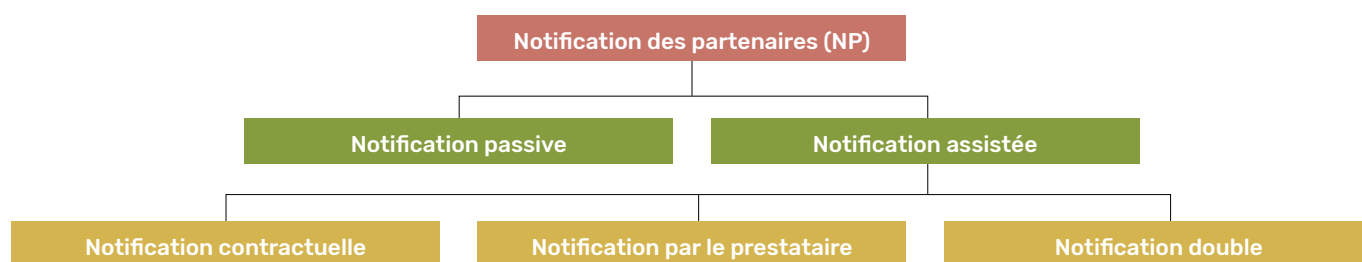 Notification des partenaires (NP)
Notification passive
Notification assistée
Notification contractuelle
Notification par le prestataire
Notification double